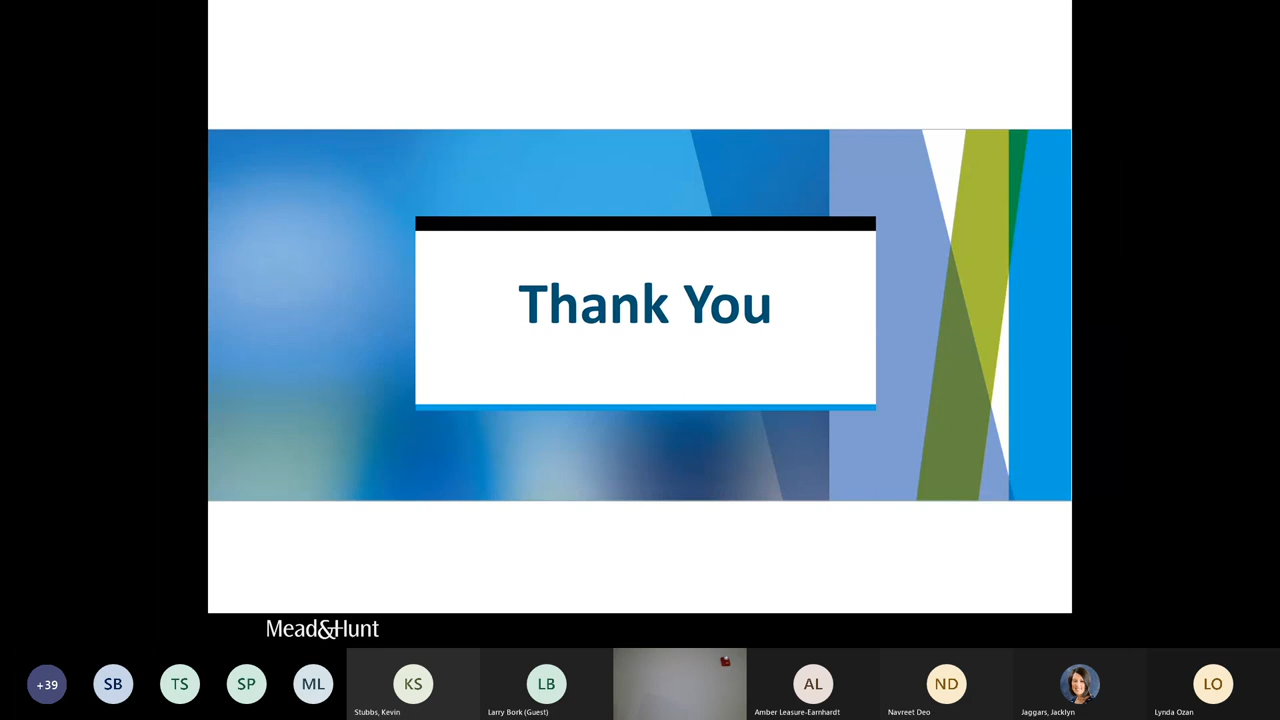 Thank You
Mead&Hunt
+39
SB
TS
SP
ML
KS
LB
AL
ND
LO
Stubbs, Kevin
Larry Bork (Guest)
Amber Leasure-Earnhardt
Navreet Deo
Jaggars, Jacklyn
Lynda Ozan